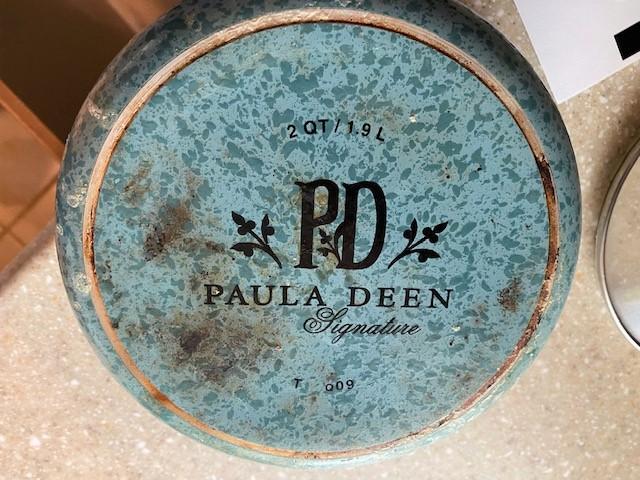 2 QT / 1.9 L
PD
PAULA DEEN
Signature
T 009